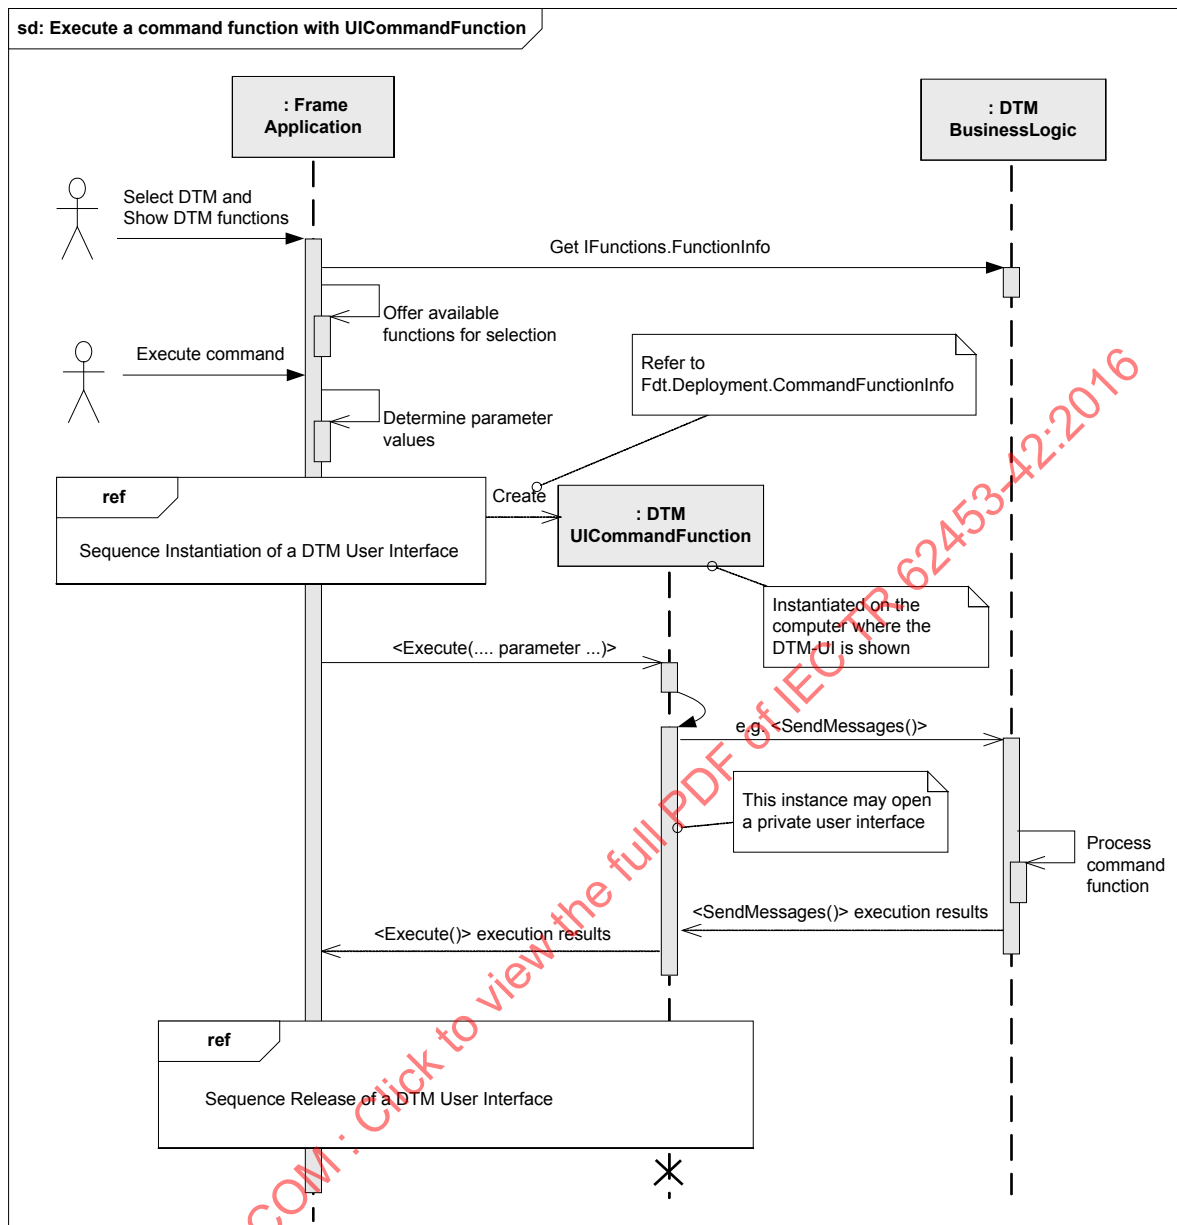 sd: Execute a command function with UICommandFunction
: Frame
Application
: DTM
BusinessLogic
Select DTM and
Show DTM functions
Get IFunctions.FunctionInfo
Offer available
functions for selection
Execute command
Refer to
Fdt.Deployment.CommandFunctionInfo
Determine parameter
values
ref
Sequence Instantiation of a DTM User Interface
Create
: DTM
UICommandFunction
Instantiated on the
computer where the
DTM-UI is shown
<Execute(.... parameter ...)>
e.g. <SendMessages()>
This instance may open
a private user interface
Process
command
function
<SendMessages()> execution results
<Execute()> execution results
ref
Sequence Release of a DTM User Interface
COM : Click to view the full PDF of IEC TR 62453-42:2016